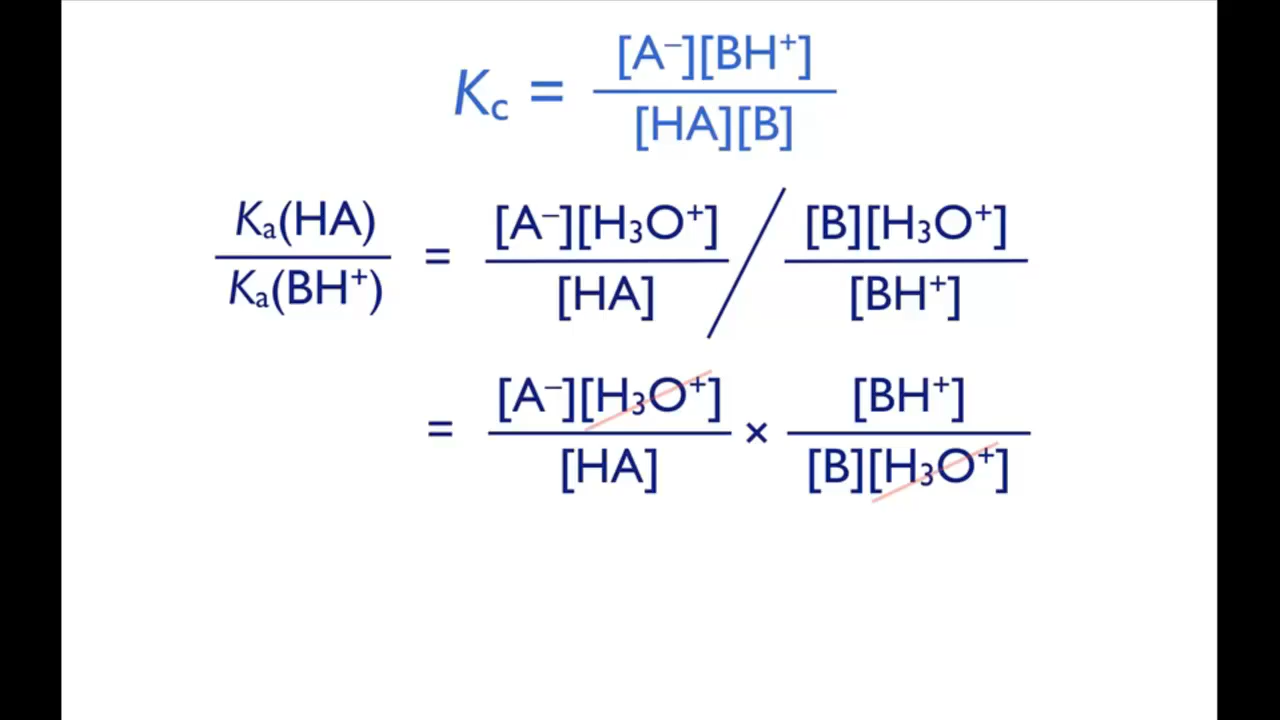 Kc = [A⁻][BH⁺] / [HA][B]
Kₐ(HA) / Kₐ(BH⁺) = [A⁻][H₃O⁺] / [HA] / [B][H₃O⁺] / [BH⁺]
= [A⁻][H₃O⁺] / [HA] × [BH⁺] / [B][H₃O⁺]